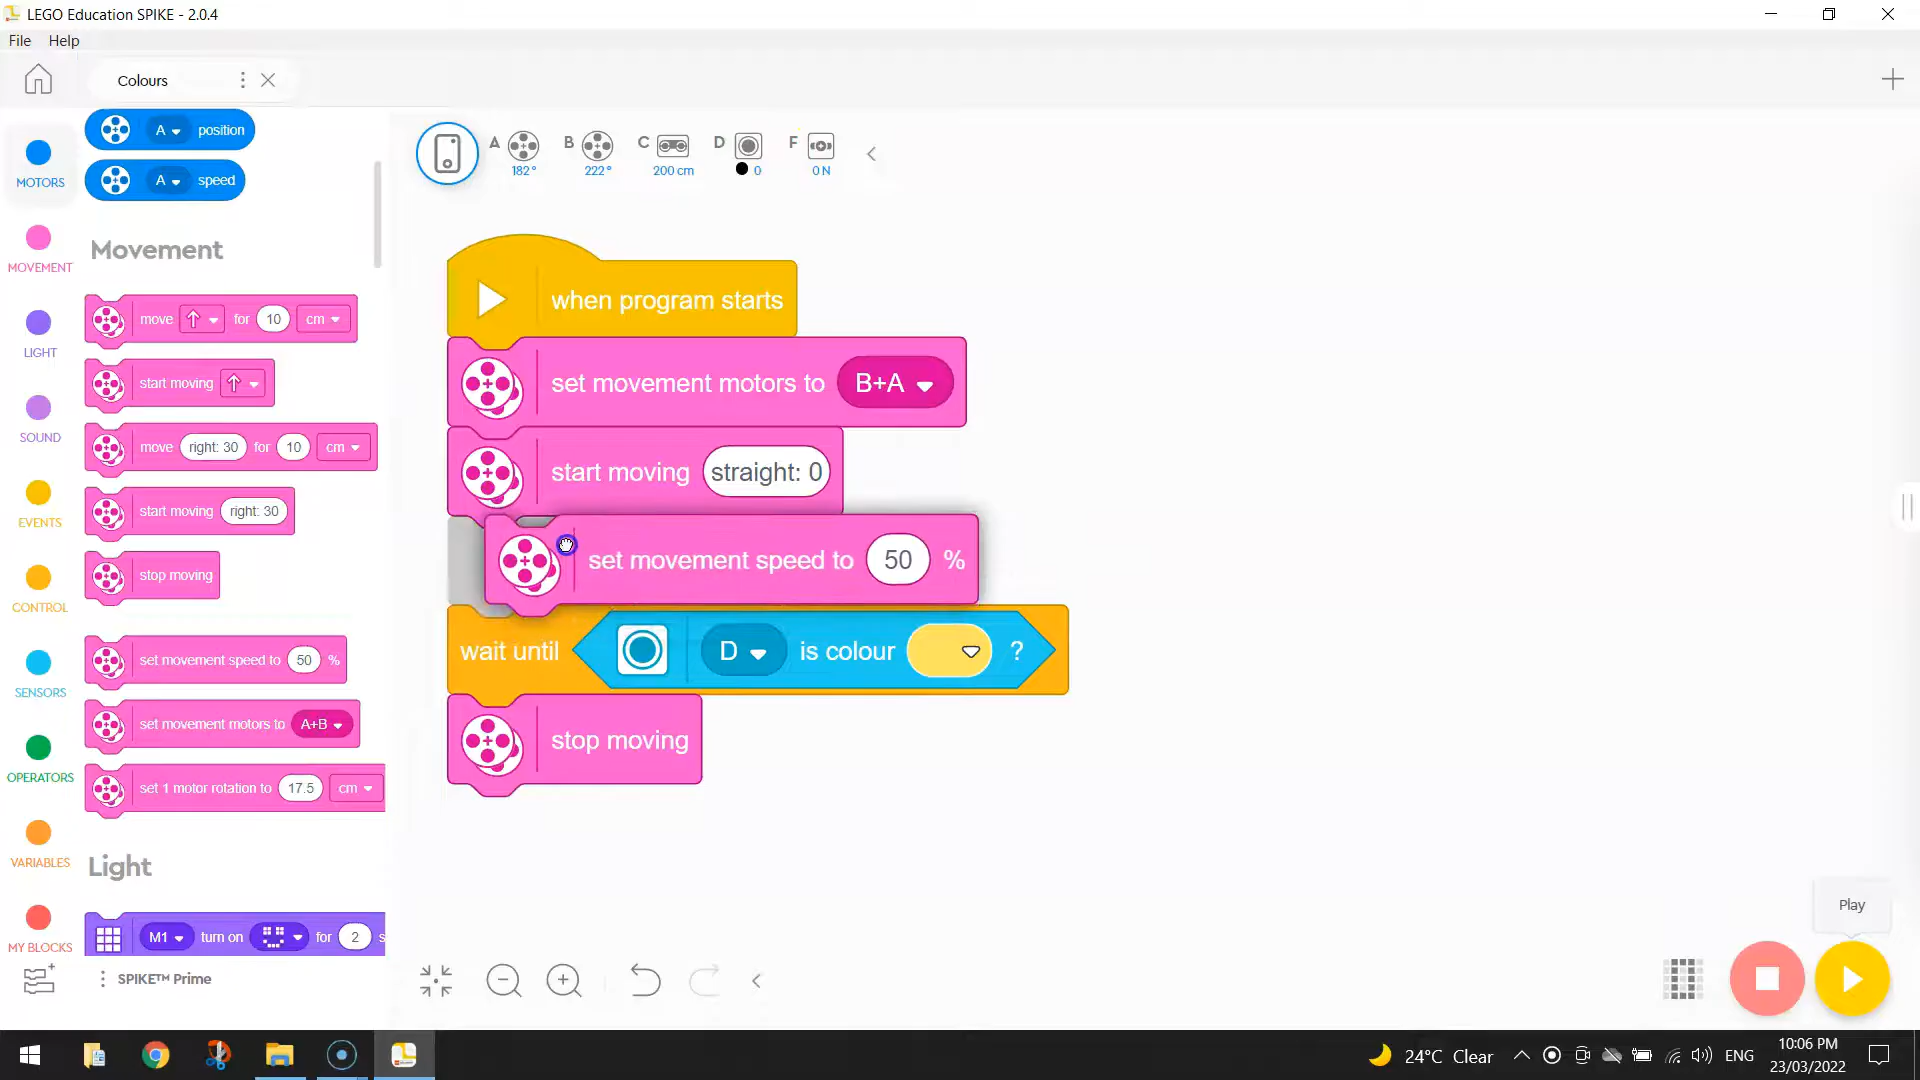 LEGO Education SPIKE - 2.0.4
File Help
Colours
A position
A speed
Movement
move for 10 cm
start moving
move right: 30 for 10 cm
start moving right: 30
stop moving
set movement speed to 50 %
set movement motors to A+B
set 1 motor rotation to 17.5 cm
Light
M1 turn on for 2 s
MOTORS
MOVEMENT
LIGHT
SOUND
EVENTS
CONTROL
SENSORS
OPERATORS
VARIABLES
MY BLOCKS
SPIKE™ Prime
A 182°
B 222°
C 200 cm
D 0
F 0 N
when program starts
set movement motors to B+A
start moving straight: 0
set movement speed to 50 %
wait until D is colour ?
stop moving
Play
24°C Clear
ENG
10:06 PM
23/03/2022